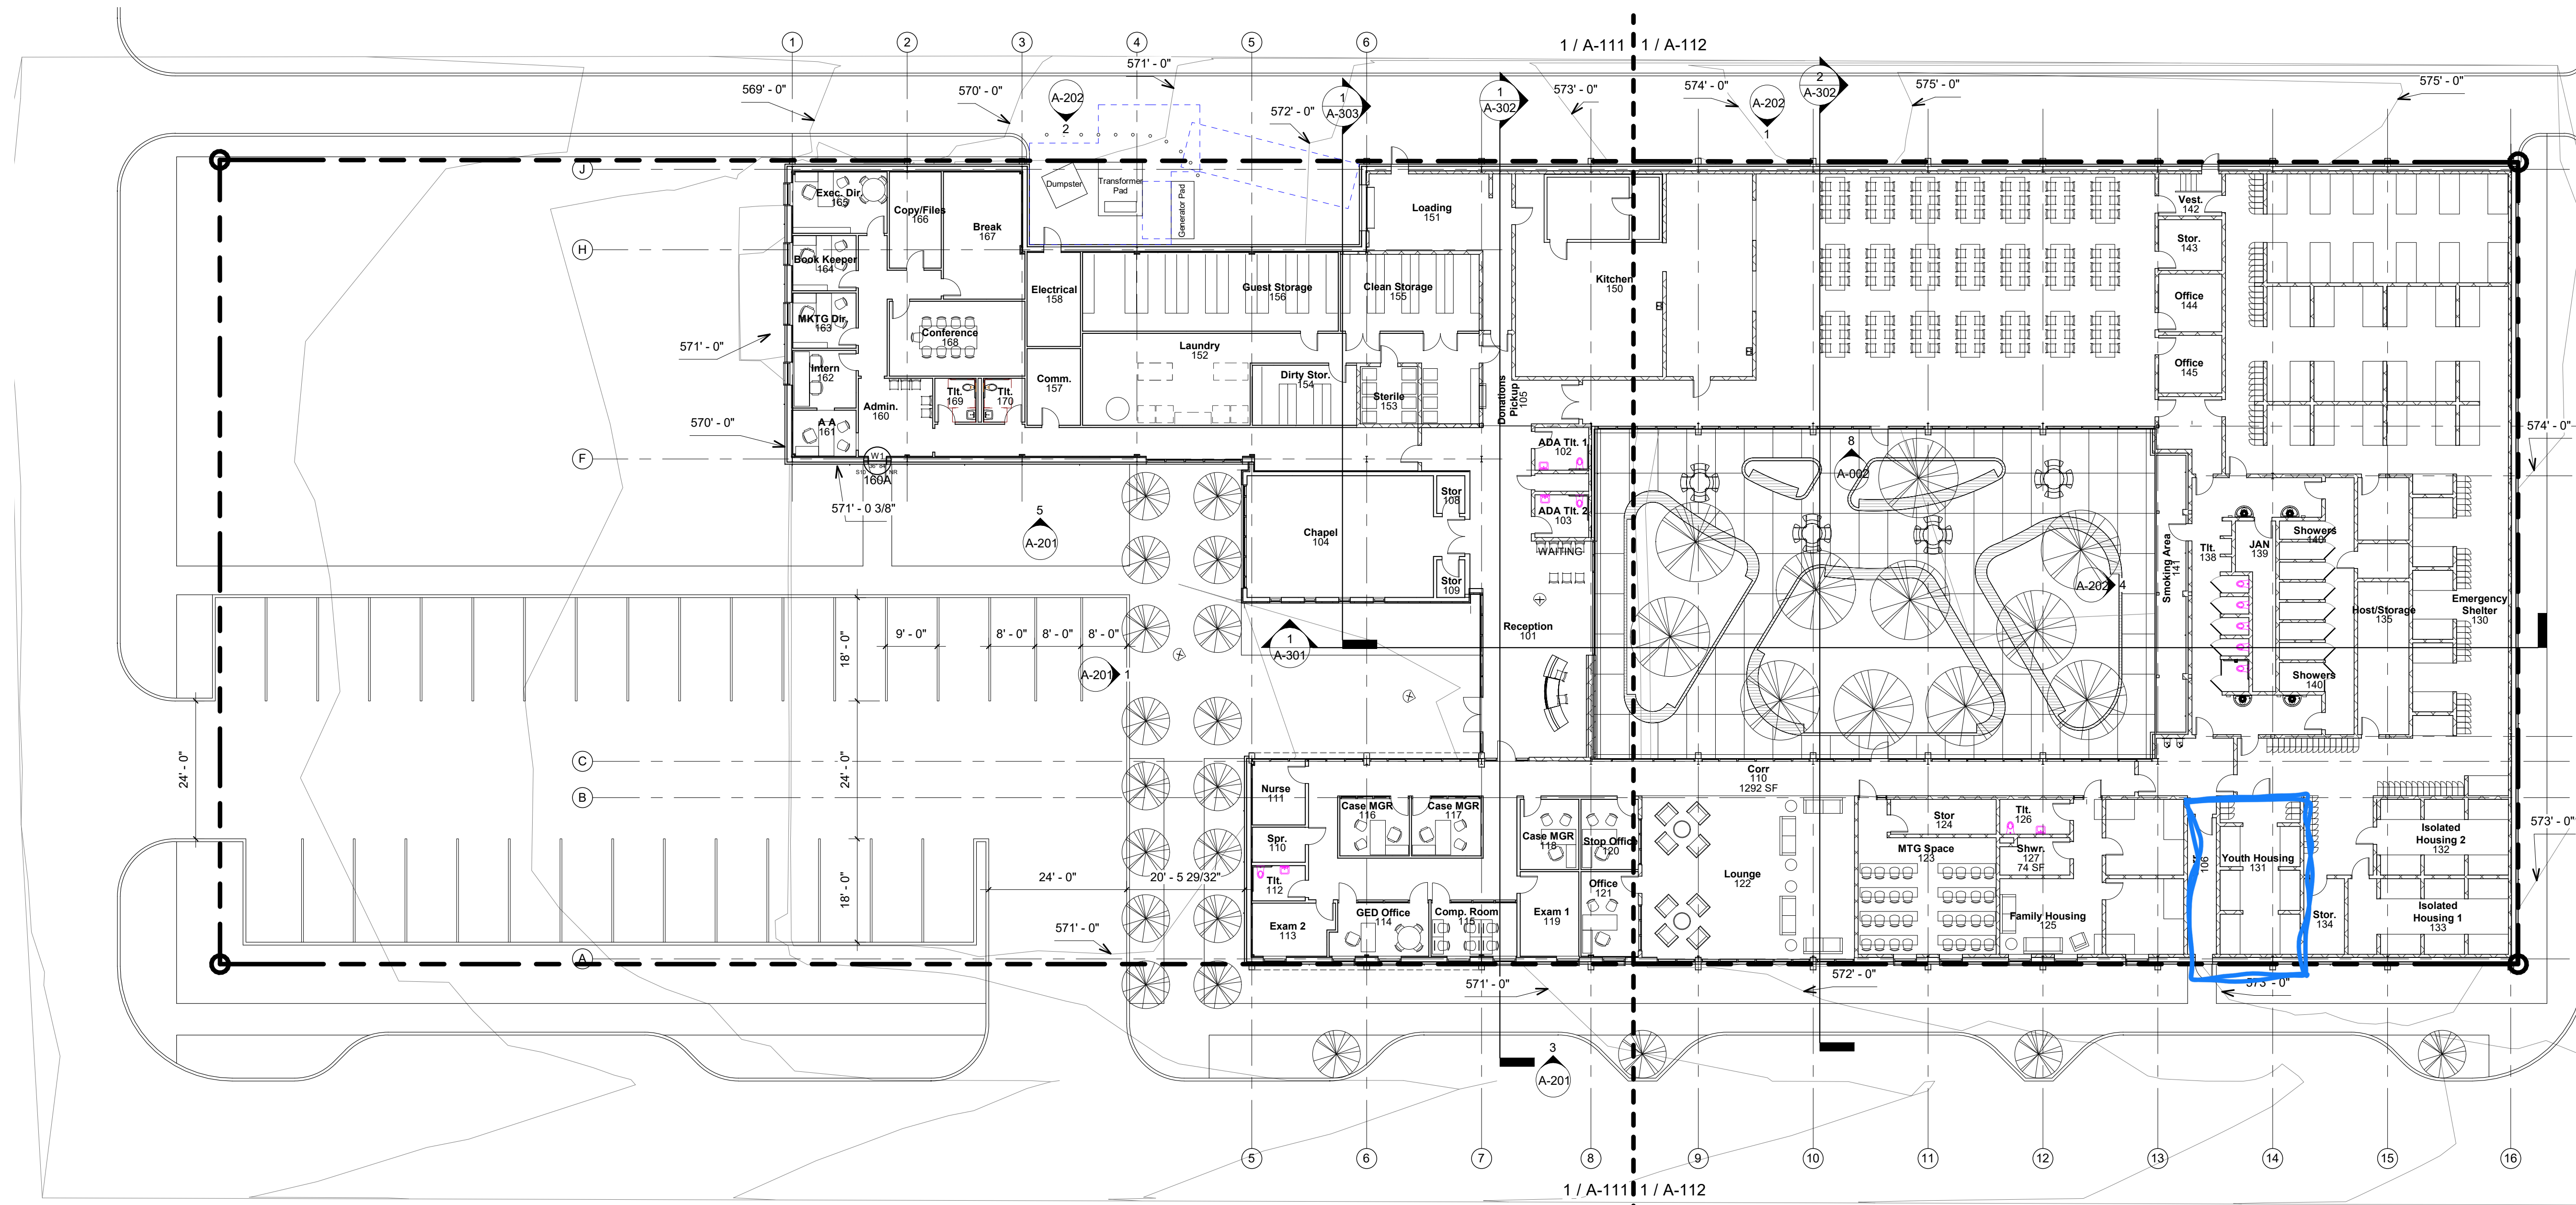 1
2
3
4
5
6
1 / A-111
1 / A-112
569' - 0"
570' - 0"
A-202
2
571' - 0"
572' - 0"
1
A-303
1
A-302
573' - 0"
574' - 0"
A-202
1
2
A-302
575' - 0"
575' - 0"
J
H
F
C
B
A
Exec. Dir.
165
Copy/Files
166
Break
167
Dumpster
Transformer
Pad
Generator Pad
Loading
151
Kitchen
150
Vest.
142
Stor.
143
Office
144
Office
145
Book Keeper
164
MKTG Dir.
163
Intern
162
A A
161
Admin.
160
Conference
168
Tlt.
169
Tlt.
170
Electrical
158
Comm.
157
Guest Storage
156
Clean Storage
155
Laundry
152
Dirty Stor.
154
Sterile
153
Donations
Pickup
105
571' - 0"
570' - 0"
W1
160A
571' - 0 3/8"
5
A-201
ADA Tlt. 1
102
ADA Tlt. 2
103
WAITING
Stor
108
Chapel
104
Stor
109
Reception
101
1
A-301
A-201
1
8
A-002
A-202
4
Smoking Area
141
Tlt.
138
JAN
139
Showers
140
Showers
140
Host/Storage
135
Emergency
Shelter
130
574' - 0"
573' - 0"
9' - 0"
8' - 0"
8' - 0"
8' - 0"
18' - 0"
24' - 0"
24' - 0"
18' - 0"
24' - 0"
20' - 5 29/32"
571' - 0"
Corr
110
1292 SF
Nurse
111
Spr.
110
Tlt.
112
Exam 2
113
Case MGR
116
Case MGR
117
GED Office
114
Comp. Room
115
Case MGR
118
Exam 1
119
Stop Office
120
Office
121
Lounge
122
Stor
124
MTG Space
123
Tlt.
126
Shwr.
127
74 SF
Family Housing
125
106
Youth Housing
131
Stor.
134
Isolated
Housing 2
132
Isolated
Housing 1
133
571' - 0"
572' - 0"
573' - 0"
3
A-201
5
6
7
8
9
10
11
12
13
14
15
16
1 / A-111
1 / A-112